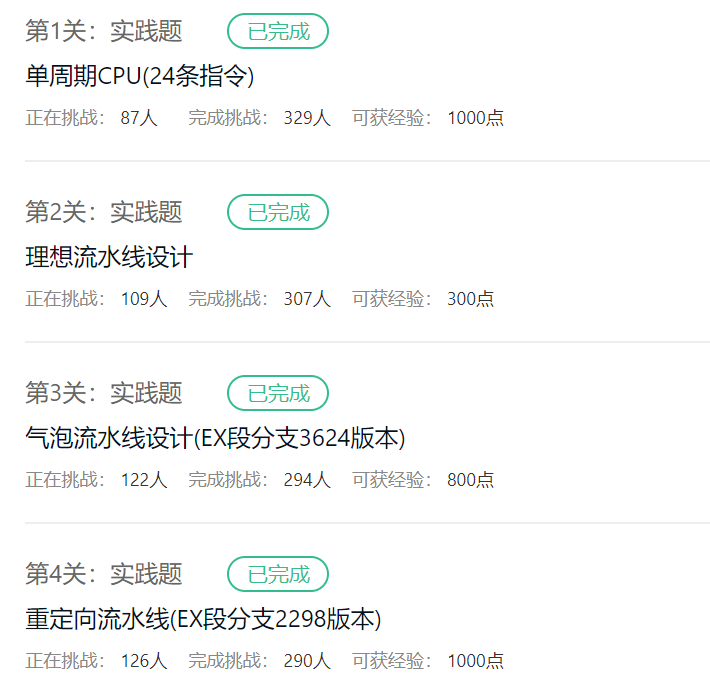 第1关：实践题 已完成
单周期CPU(24条指令)
正在挑战： 87人 完成挑战： 329人 可获经验： 1000点
第2关：实践题 已完成
理想流水线设计
正在挑战： 109人 完成挑战： 307人 可获经验： 300点
第3关：实践题 已完成
气泡流水线设计(EX段分支3624版本)
正在挑战： 122人 完成挑战： 294人 可获经验： 800点
第4关：实践题 已完成
重定向流水线(EX段分支2298版本)
正在挑战： 126人 完成挑战： 290人 可获经验： 1000点